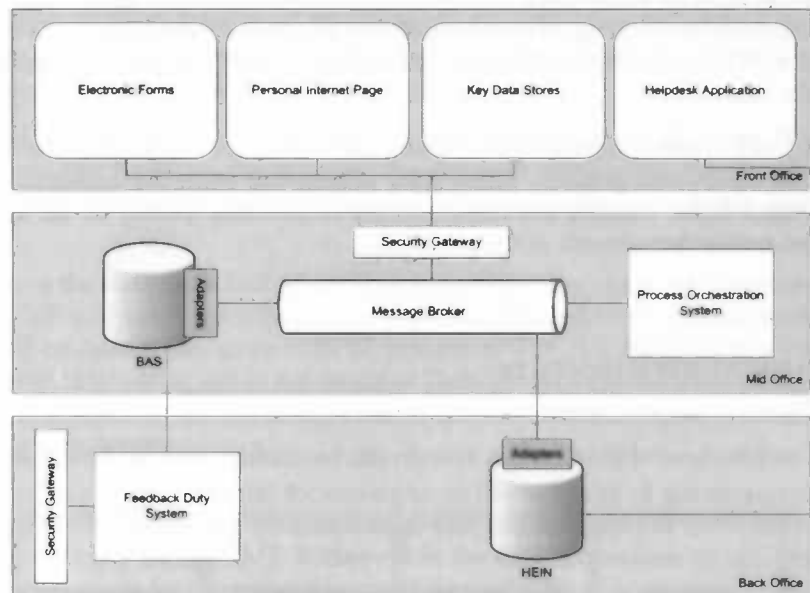 Electronic Forms
Personal Internet Page
Key Data Stores
Helpdesk Application
Front Office
Security Gateway
Adapters
Message Broker
Process Orchestration
System
BAS
Mid Office
Security Gateway
Feedback Duty
System
Adapters
HEIN
Back Office